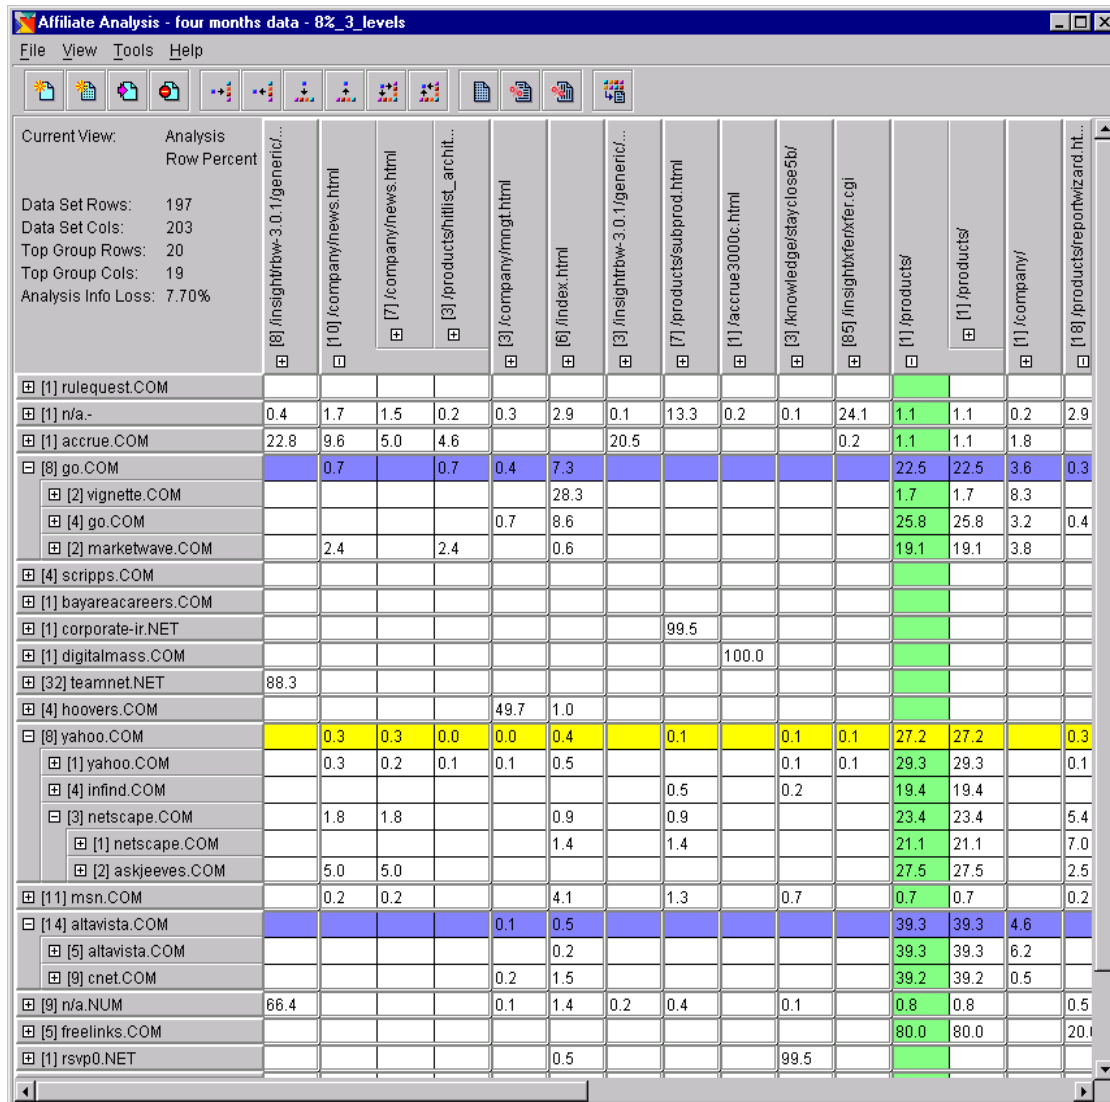 Affiliate Analysis - four months data - 8%_3_levels
File View Tools Help
Current View: Analysis
Row Percent
Data Set Rows: 197
Data Set Cols: 203
Top Group Rows: 20
Top Group Cols: 19
Analysis Info Loss: 7.70%
[8] /insight/rbw-3.0.1/generic/...
[10] /company/news.html
[7] /company/news.html
[3] /products/hitlist_archit...
[3] /company/mngt.html
[6] /index.html
[3] /insightrbw-3.0.1/generic/...
[7] /products/subprod.html
[1] /accrue3000c.html
[3] /knowledge/stayclose5b/
[85] /insight/xfer/xfer.cgi
[1] /products/
[1] /products/
[1] /company/
[18] /products/reportwizard.ht...
[1] rulequest.COM
[1] n/a.- 0.4 1.7 1.5 0.2 0.3 2.9 0.1 13.3 0.2 0.1 24.1 1.1 1.1 0.2 2.9
[1] accrue.COM 22.8 9.6 5.0 4.6 20.5 0.2 1.1 1.1 1.8
[8] go.COM 0.7 0.7 0.4 7.3 22.5 22.5 3.6 0.3
[2] vignette.COM 28.3 1.7 1.7 8.3
[4] go.COM 0.7 8.6 25.8 25.8 3.2 0.4
[2] marketwave.COM 2.4 2.4 0.6 19.1 19.1 3.8
[4] scripps.COM
[1] bayareacareers.COM
[1] corporate-ir.NET 99.5
[1] digitalmass.COM 100.0
[32] teamnet.NET 88.3
[4] hoovers.COM 49.7 1.0
[8] yahoo.COM 0.3 0.3 0.0 0.0 0.4 0.1 0.1 0.1 27.2 27.2 0.3
[1] yahoo.COM 0.3 0.2 0.1 0.1 0.5 0.1 0.1 29.3 29.3 0.1
[4] infind.COM 0.5 0.2 19.4 19.4
[3] netscape.COM 1.8 1.8 0.9 0.9 23.4 23.4 5.4
[1] netscape.COM 1.4 1.4 21.1 21.1 7.0
[2] askjeeves.COM 5.0 5.0 27.5 27.5 2.5
[11] msn.COM 0.2 0.2 4.1 1.3 0.7 0.7 0.7 0.2
[14] altavista.COM 0.1 0.5 39.3 39.3 4.6
[5] altavista.COM 0.2 39.3 39.3 6.2
[9] cnet.COM 0.2 1.5 39.2 39.2 0.5
[9] n/a.NUM 66.4 0.1 1.4 0.2 0.4 0.1 0.8 0.8 0.5
[5] freelinks.COM 80.0 80.0 20.
[1] rsvp0.NET 0.5 99.5